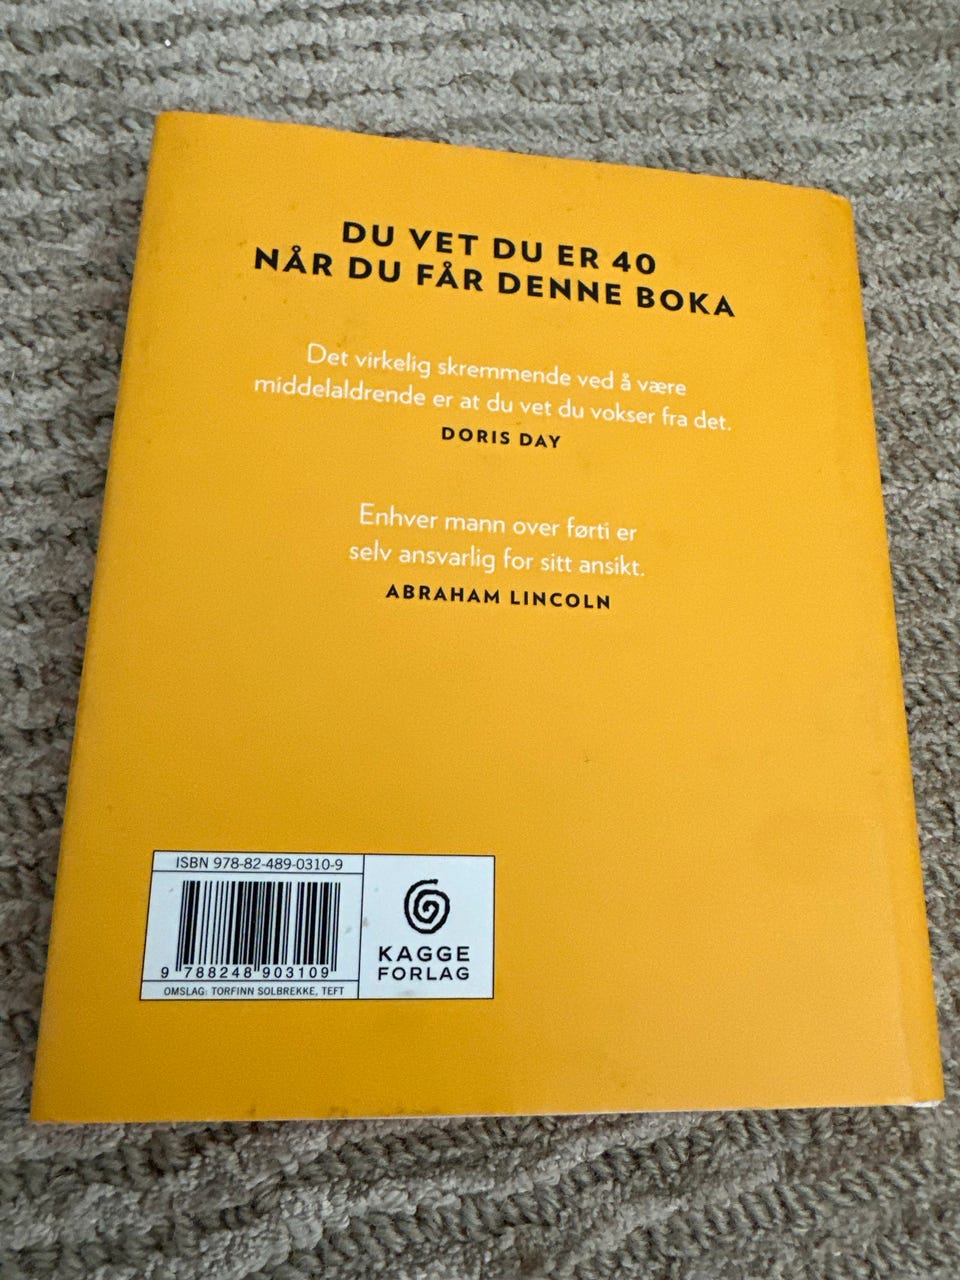 DU VET DU ER 40
NÅR DU FÅR DENNE BOKA
Det virkelig skremmende ved å være
middelaldrende er at du vet du vokser fra det.
DORIS DAY
Enhver mann over førti er
selv ansvarlig for sitt ansikt.
ABRAHAM LINCOLN
ISBN 978-82-489-0310-9
9 788248 903109
OMSLAG: TORFINN SOLBREKKE, TEFT
KAGGE
FORLAG